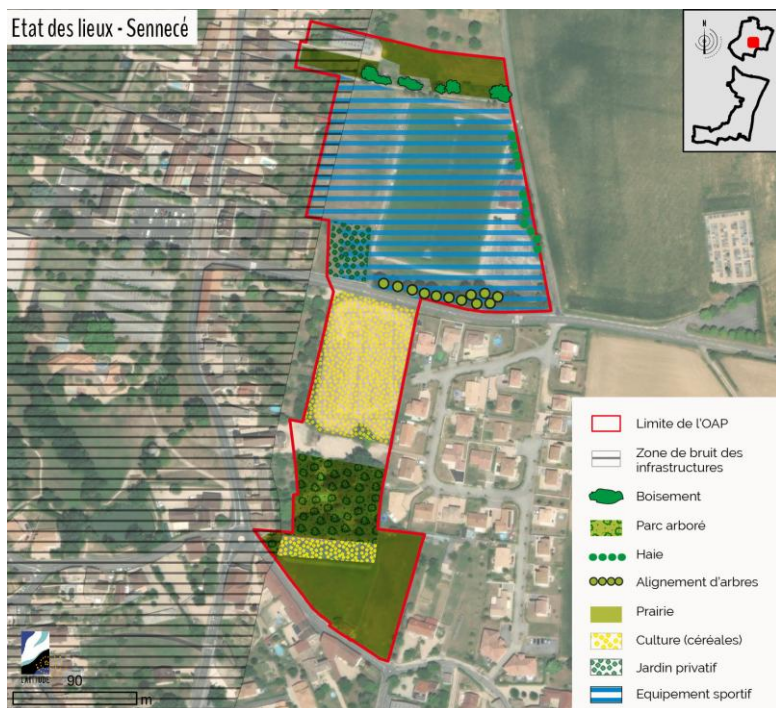 Etat des lieux - Sennecé
N
Limite de l'OAP
Zone de bruit des
infrastructures
Boisement
Parc arboré
Haie
Alignement d'arbres
Prairie
Culture (céréales)
Jardin privatif
Equipement sportif
LATITUDE
90
m